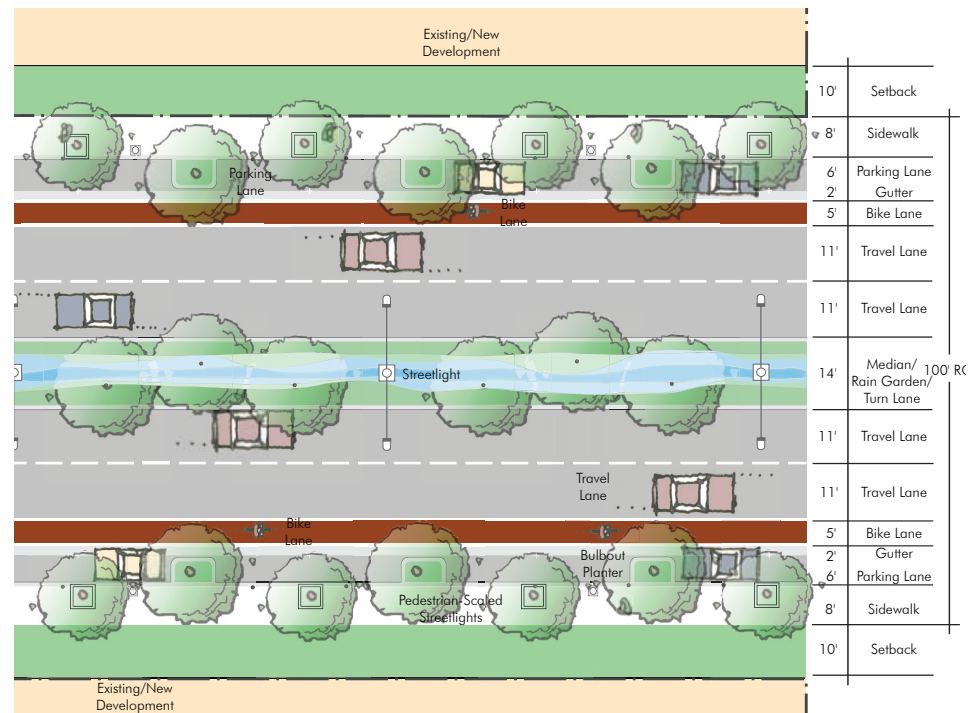 Existing/New
Development
10' Setback
8' Sidewalk
Parking
Lane
6' Parking Lane
2' Gutter
Bike
Lane
5' Bike Lane
11' Travel Lane
11' Travel Lane
Streetlight
14' Median/
Rain Garden/
Turn Lane
100' RO
11' Travel Lane
Travel
Lane
11' Travel Lane
Bike
Lane
5' Bike Lane
Bulbout
Planter
2' Gutter
6' Parking Lane
Pedestrian-Scaled
Streetlights
8' Sidewalk
10' Setback
Existing/New
Development